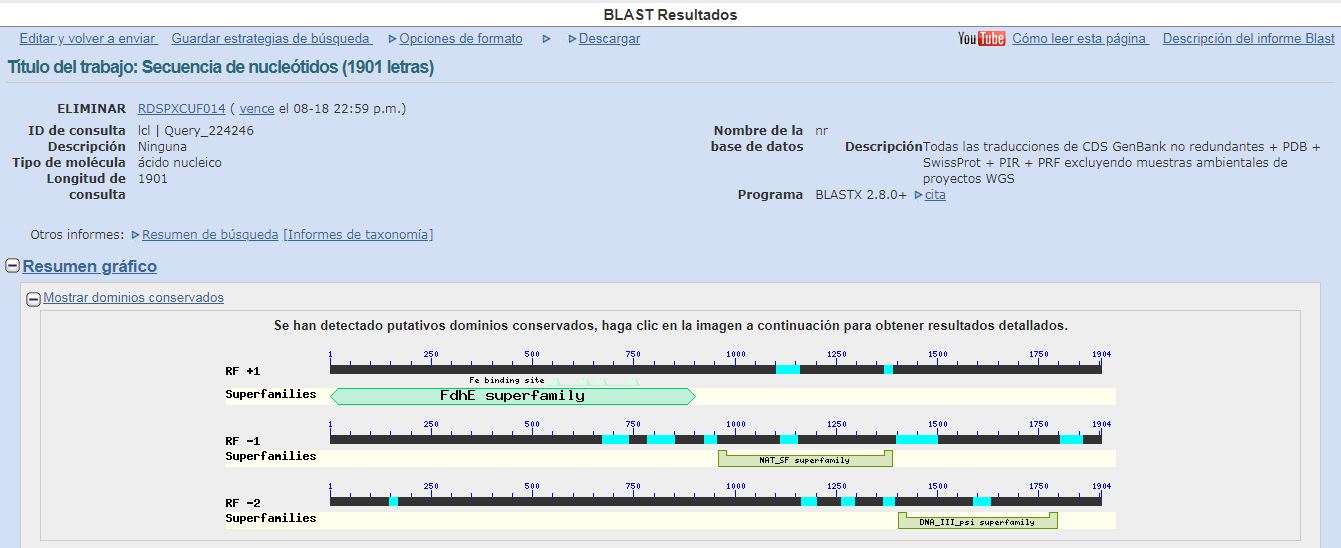 BLAST Resultados
Editar y volver a enviar Guardar estrategias de búsqueda Opciones de formato Descargar YouTube Cómo leer esta página Descripción del informe Blast
Título del trabajo: Secuencia de nucleótidos (1901 letras)
ELIMINAR RDSPXCUF014 ( vence el 08-18 22:59 p.m.)
ID de consulta lcl | Query_224246
Descripción Ninguna
Tipo de molécula ácido nucleico
Longitud de consulta 1901
Nombre de la base de datos nr
Descripción Todas las traducciones de CDS GenBank no redundantes + PDB +
SwissProt + PIR + PRF excluyendo muestras ambientales de
proyectos WGS
Programa BLASTX 2.8.0+ cita
Otros informes: Resumen de búsqueda [Informes de taxonomía]
Resumen gráfico
Mostrar dominios conservados
Se han detectado putativos dominios conservados, haga clic en la imagen a continuación para obtener resultados detallados.
1 250 500 750 1000 1250 1500 1750 1904
RF +1
Fe binding site
Superfamilies FdhE superfamily
1 250 500 750 1000 1250 1500 1750 1904
RF -1
Superfamilies NAT_SF superfamily
1 250 500 750 1000 1250 1500 1750 1904
RF -2
Superfamilies DNA_III_psi superfamily